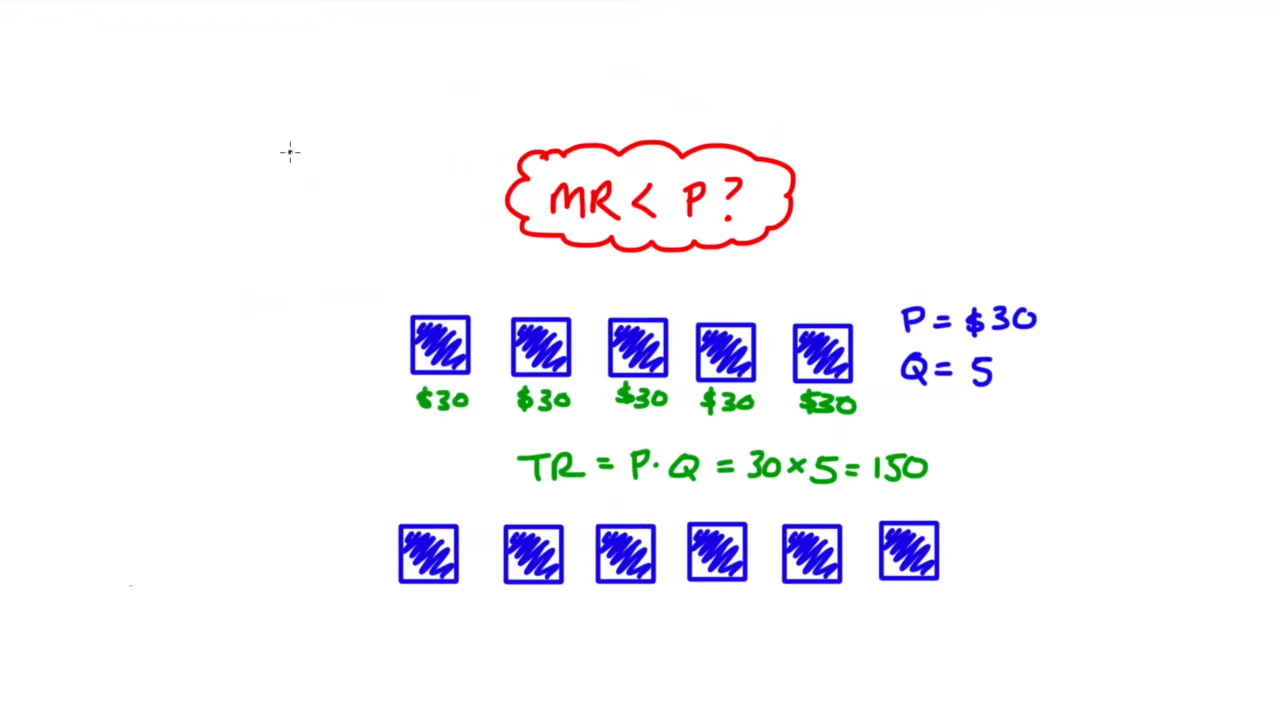 MR < P?
P = $30
Q = 5
$30 $30 $30 $30 $30
TR = P · Q = 30 × 5 = 150